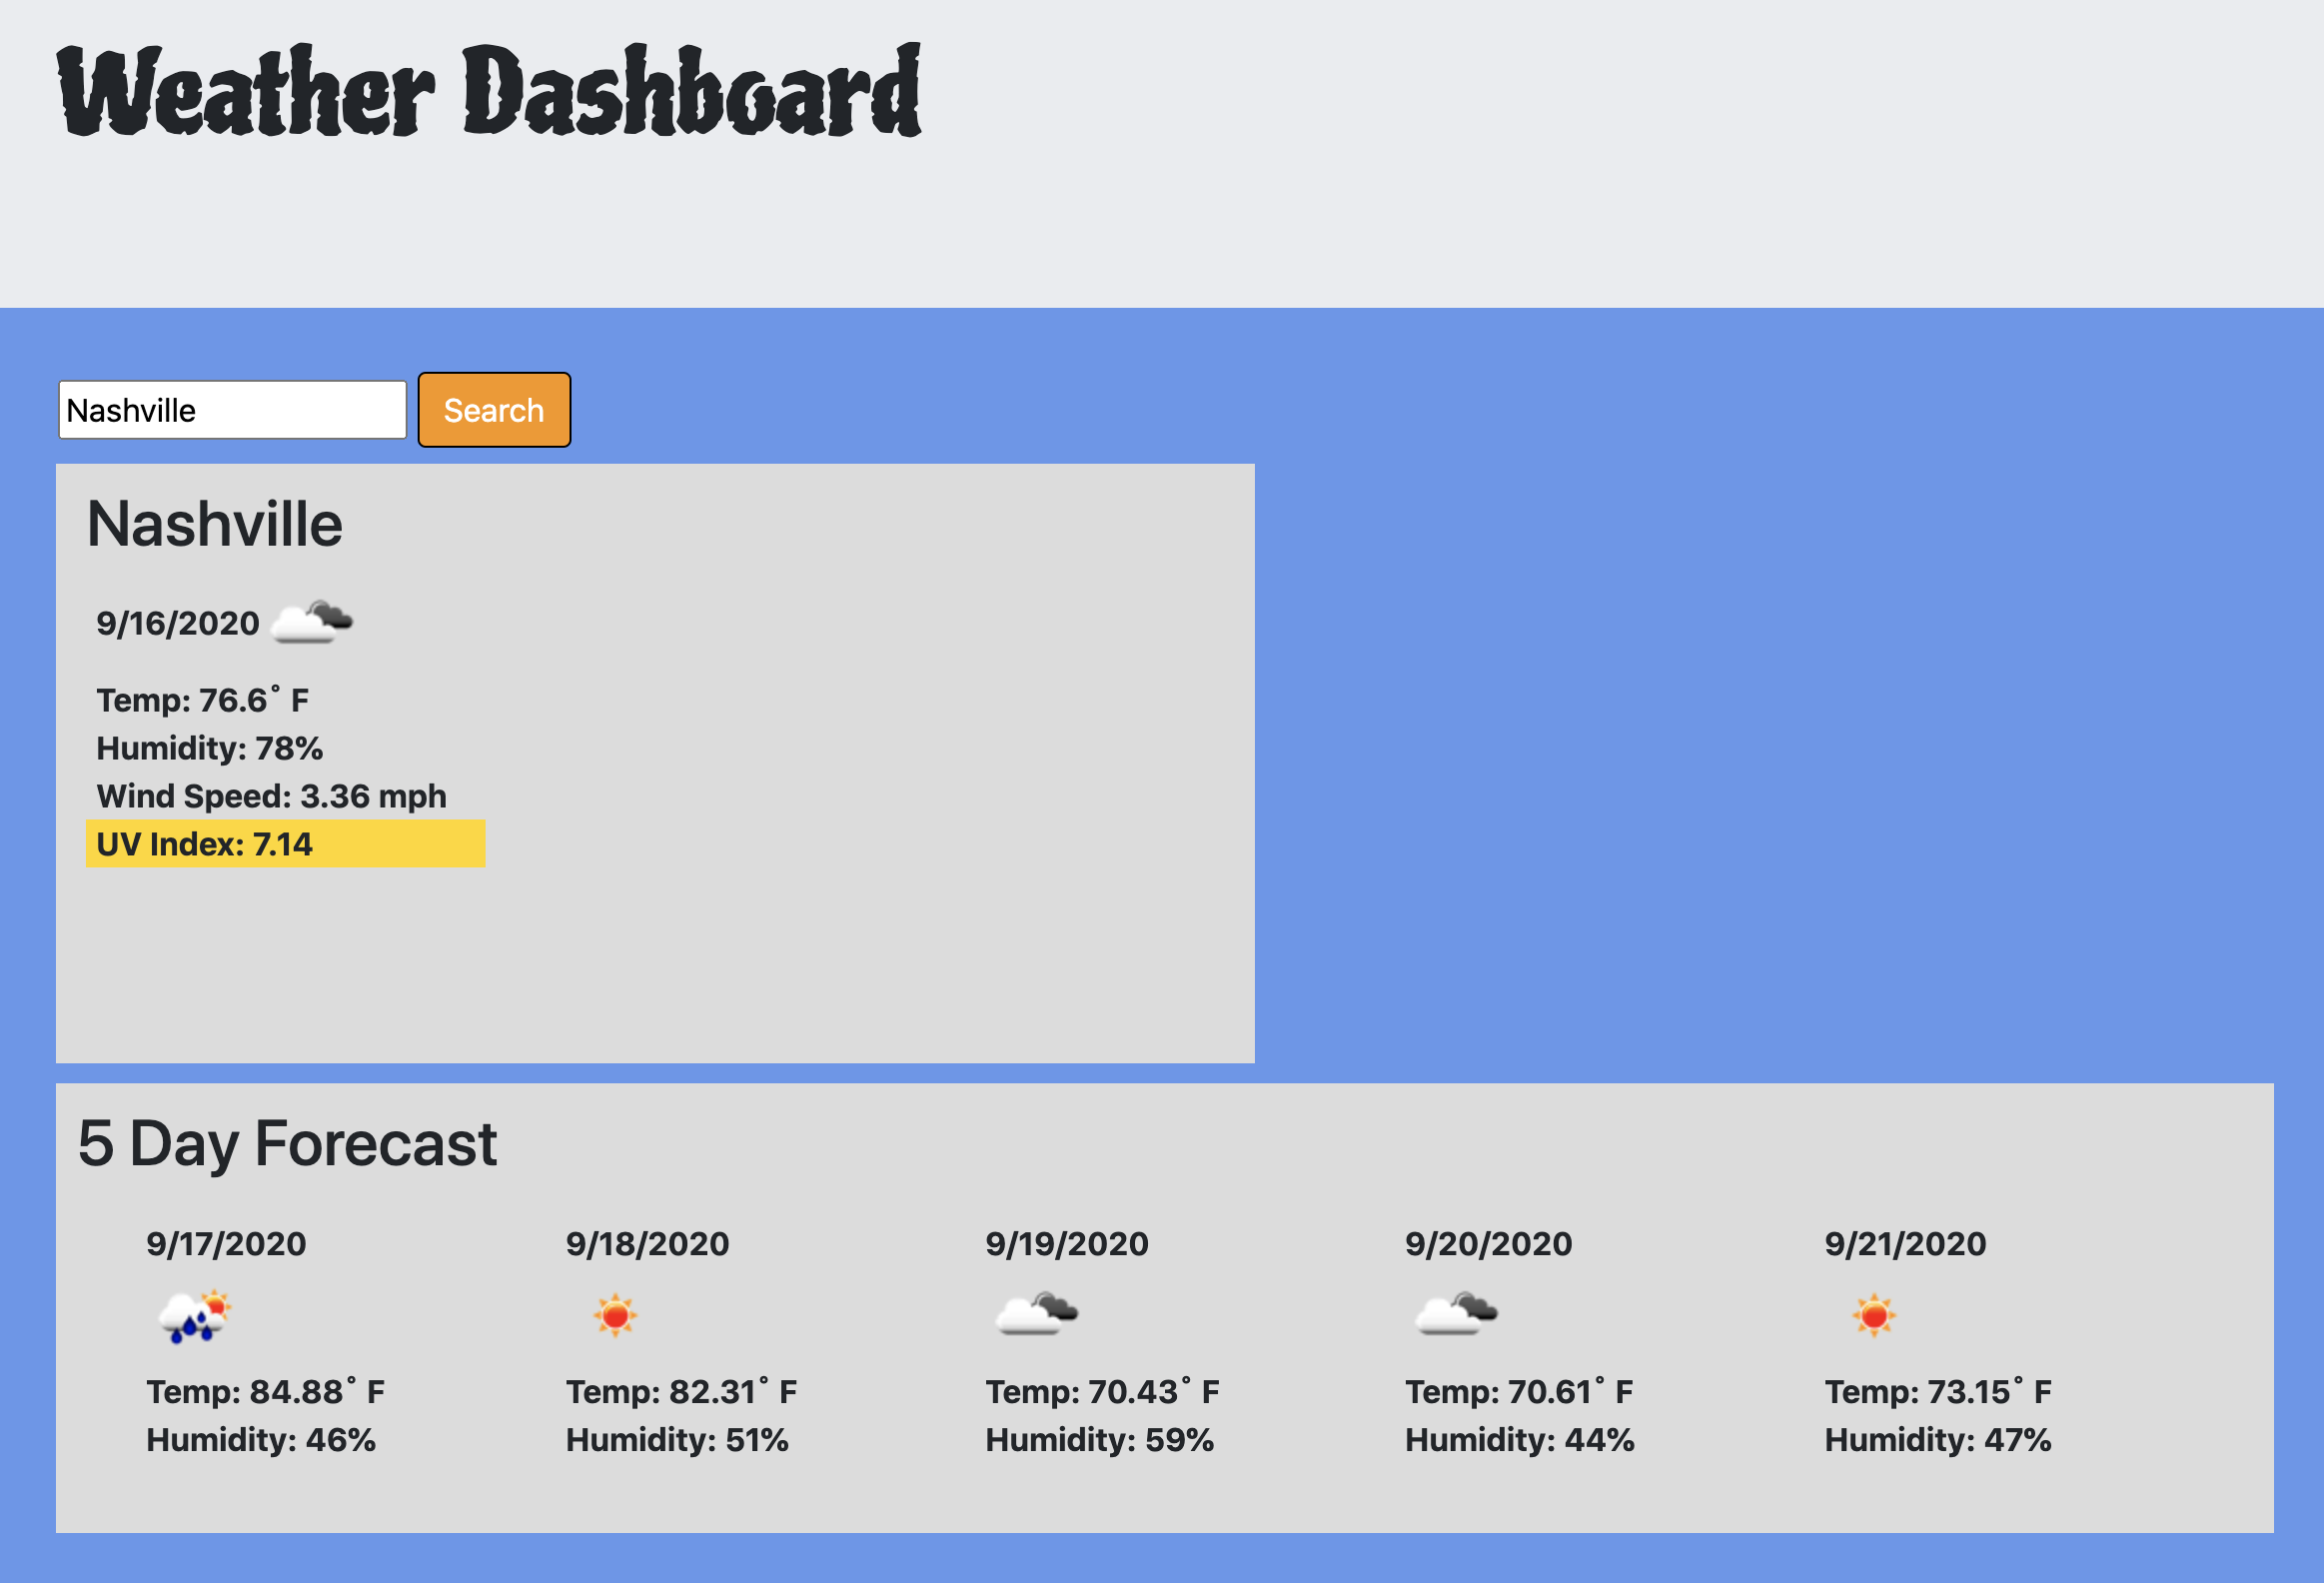 Weather Dashboard
Nashville Search
Nashville
9/16/2020
Temp: 76.6˚ F
Humidity: 78%
Wind Speed: 3.36 mph
UV Index: 7.14
5 Day Forecast
9/17/2020
Temp: 84.88˚ F
Humidity: 46%
9/18/2020
Temp: 82.31˚ F
Humidity: 51%
9/19/2020
Temp: 70.43˚ F
Humidity: 59%
9/20/2020
Temp: 70.61˚ F
Humidity: 44%
9/21/2020
Temp: 73.15˚ F
Humidity: 47%